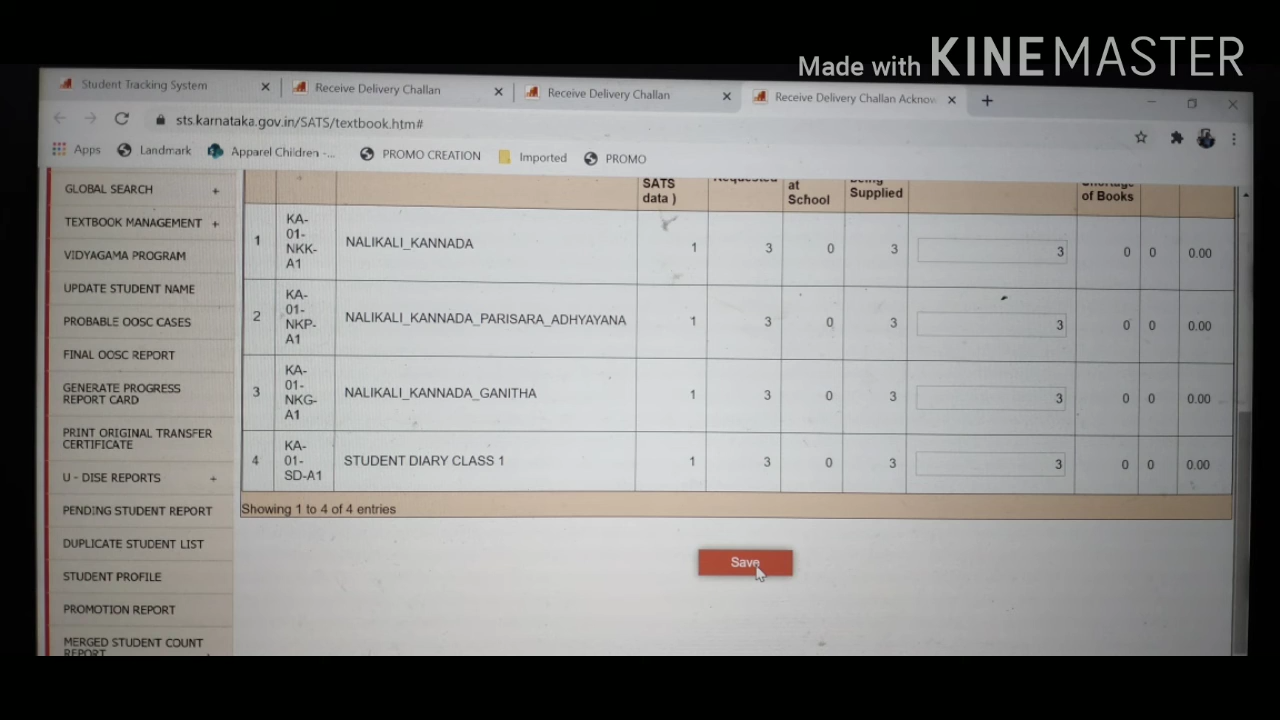 Made with KINEMASTER
Student Tracking System
Receive Delivery Challan
Receive Delivery Challan
Receive Delivery Challan Acknow
sts.karnataka.gov.in/SATS/textbook.htm#
Apps
Landmark
Apparel Children -...
PROMO CREATION
Imported
PROMO
GLOBAL SEARCH +
TEXTBOOK MANAGEMENT +
VIDYAGAMA PROGRAM
UPDATE STUDENT NAME
PROBABLE OOSC CASES
FINAL OOSC REPORT
GENERATE PROGRESS
REPORT CARD
PRINT ORIGINAL TRANSFER
CERTIFICATE
U - DISE REPORTS +
PENDING STUDENT REPORT
DUPLICATE STUDENT LIST
STUDENT PROFILE
PROMOTION REPORT
MERGED STUDENT COUNT
REPORT
SATS
data )
Requested
at
School
being
Supplied
Shortage
of Books
1
KA-
01-
NKK-
A1
NALIKALI_KANNADA
1 3 0 3 3 0 0 0.00
2
KA-
01-
NKP-
A1
NALIKALI_KANNADA_PARISARA_ADHYAYANA
1 3 0 3 3 0 0 0.00
3
KA-
01-
NKG-
A1
NALIKALI_KANNADA_GANITHA
1 3 0 3 3 0 0 0.00
4
KA-
01-
SD-A1
STUDENT DIARY CLASS 1
1 3 0 3 3 0 0 0.00
Showing 1 to 4 of 4 entries
Save